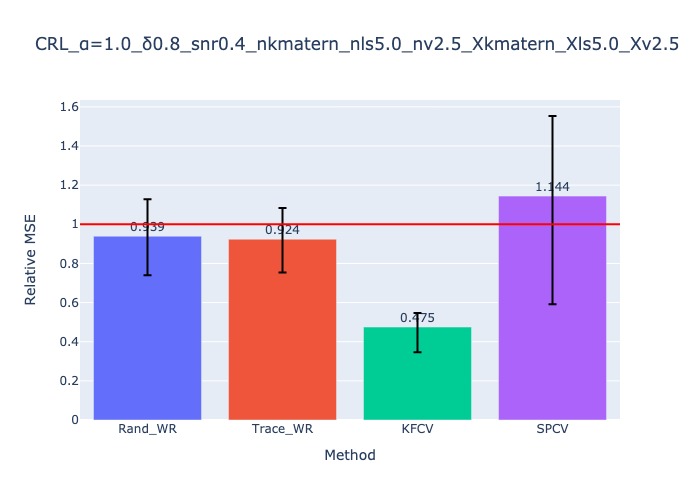 CRL_α=1.0_δ0.8_snr0.4_nkmatern_nls5.0_nv2.5_Xkmatern_Xls5.0_Xv2.5
1.6
1.4
1.2
1
0.8
0.6
0.4
0.2
0
Relative MSE
0.939
0.924
0.475
1.144
Rand_WR
Trace_WR
KFCV
SPCV
Method